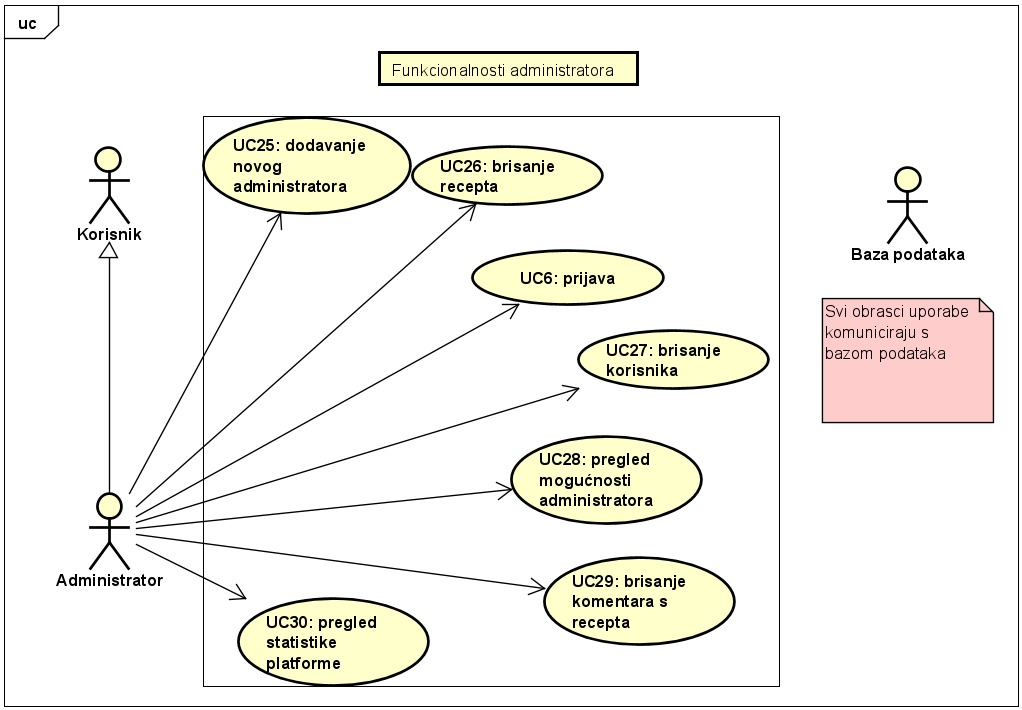 uc
Funkcionalnosti administratora
UC25: dodavanje
novog
administratora
UC26: brisanje
recepta
Korisnik
Baza podataka
UC6: prijava
Svi obrasci uporabe
komuniciraju s
bazom podataka
UC27: brisanje
korisnika
UC28: pregled
mogućnosti
administratora
Administrator
UC29: brisanje
komentara s
recepta
UC30: pregled
statistike
platforme